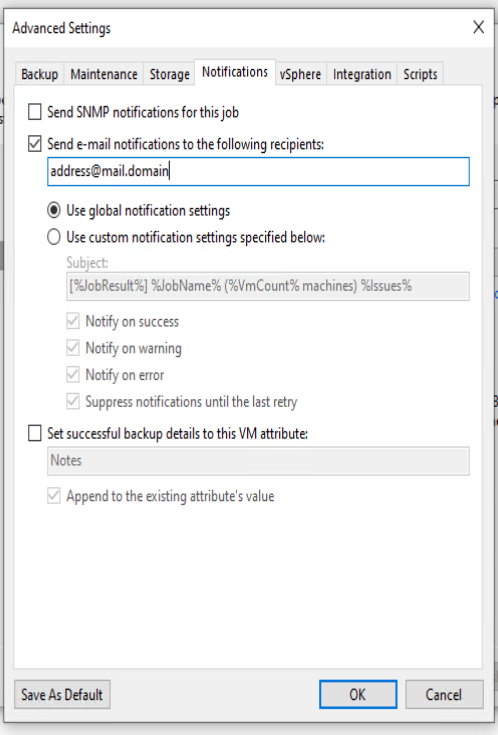 Advanced Settings
Backup Maintenance Storage Notifications vSphere Integration Scripts
Send SNMP notifications for this job
Send e-mail notifications to the following recipients:
address@mail.domain
Use global notification settings
Use custom notification settings specified below:
Subject:
[%JobResult%] %JobName% (%VmCount% machines) %Issues%
Notify on success
Notify on warning
Notify on error
Suppress notifications until the last retry
Set successful backup details to this VM attribute:
Notes
Append to the existing attribute's value
Save As Default OK Cancel